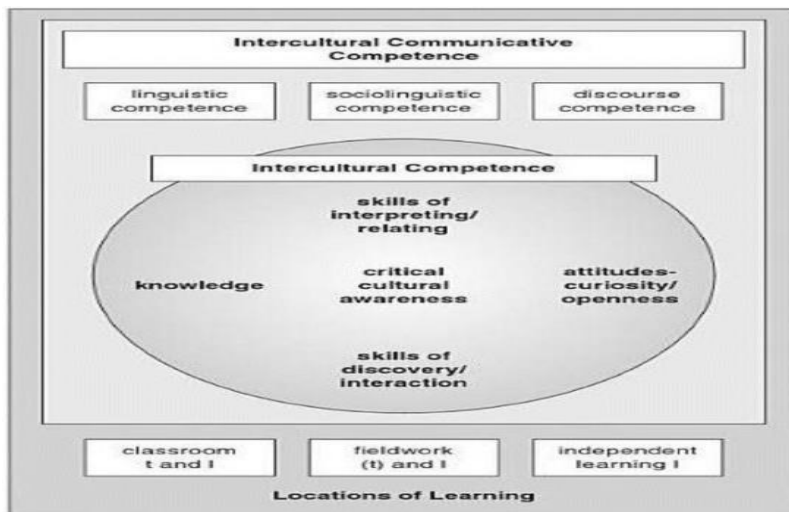 Intercultural Communicative
Competence
linguistic
competence
sociolinguistic
competence
discourse
competence
Intercultural Competence
skills of
interpreting/
relating
knowledge
critical
cultural
awareness
attitudes-
curiosity/
openness
skills of
discovery/
interaction
classroom
t and l
fieldwork
(t) and l
independent
learning l
Locations of Learning